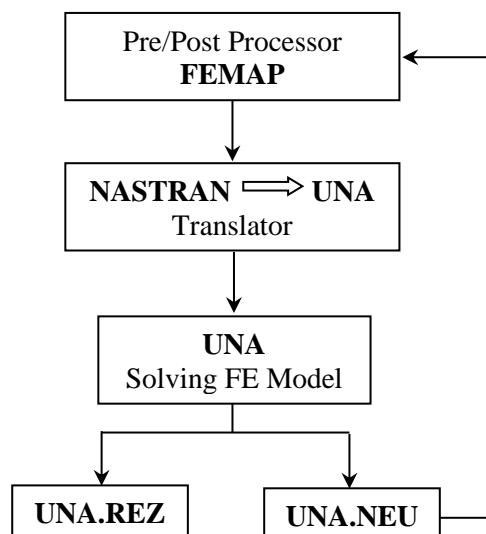 Pre/Post Processor
FEMAP
NASTRAN UNA
Translator
UNA
Solving FE Model
UNA.REZ
UNA.NEU